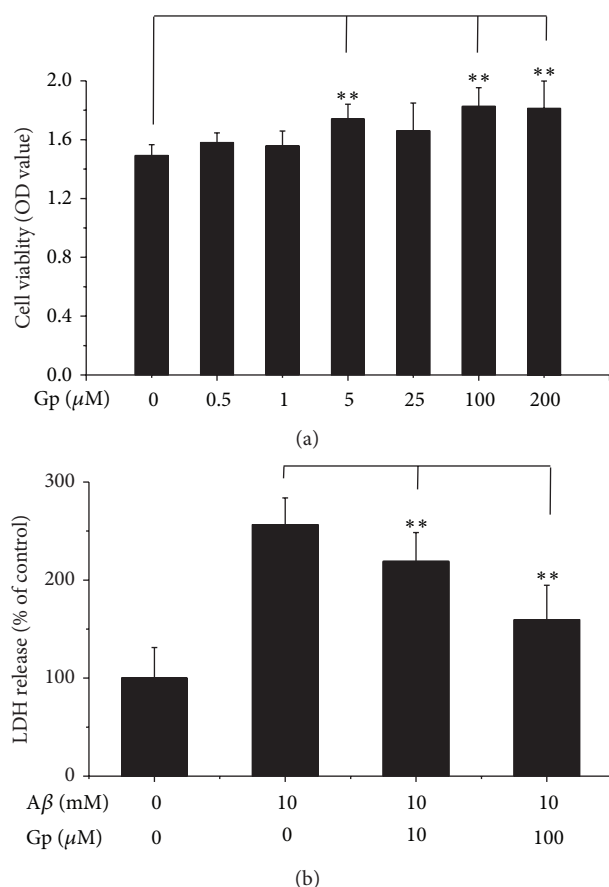 ** ** **
2.0
1.6
1.2
0.8
0.4
0.0
Cell viablity (OD value)
Gp (μM) 0 0.5 1 5 25 100 200
(a)
300
200
100
0
LDH release (% of control)
**
**
Aβ (mM) 0 10 10 10
Gp (μM) 0 0 10 100
(b)